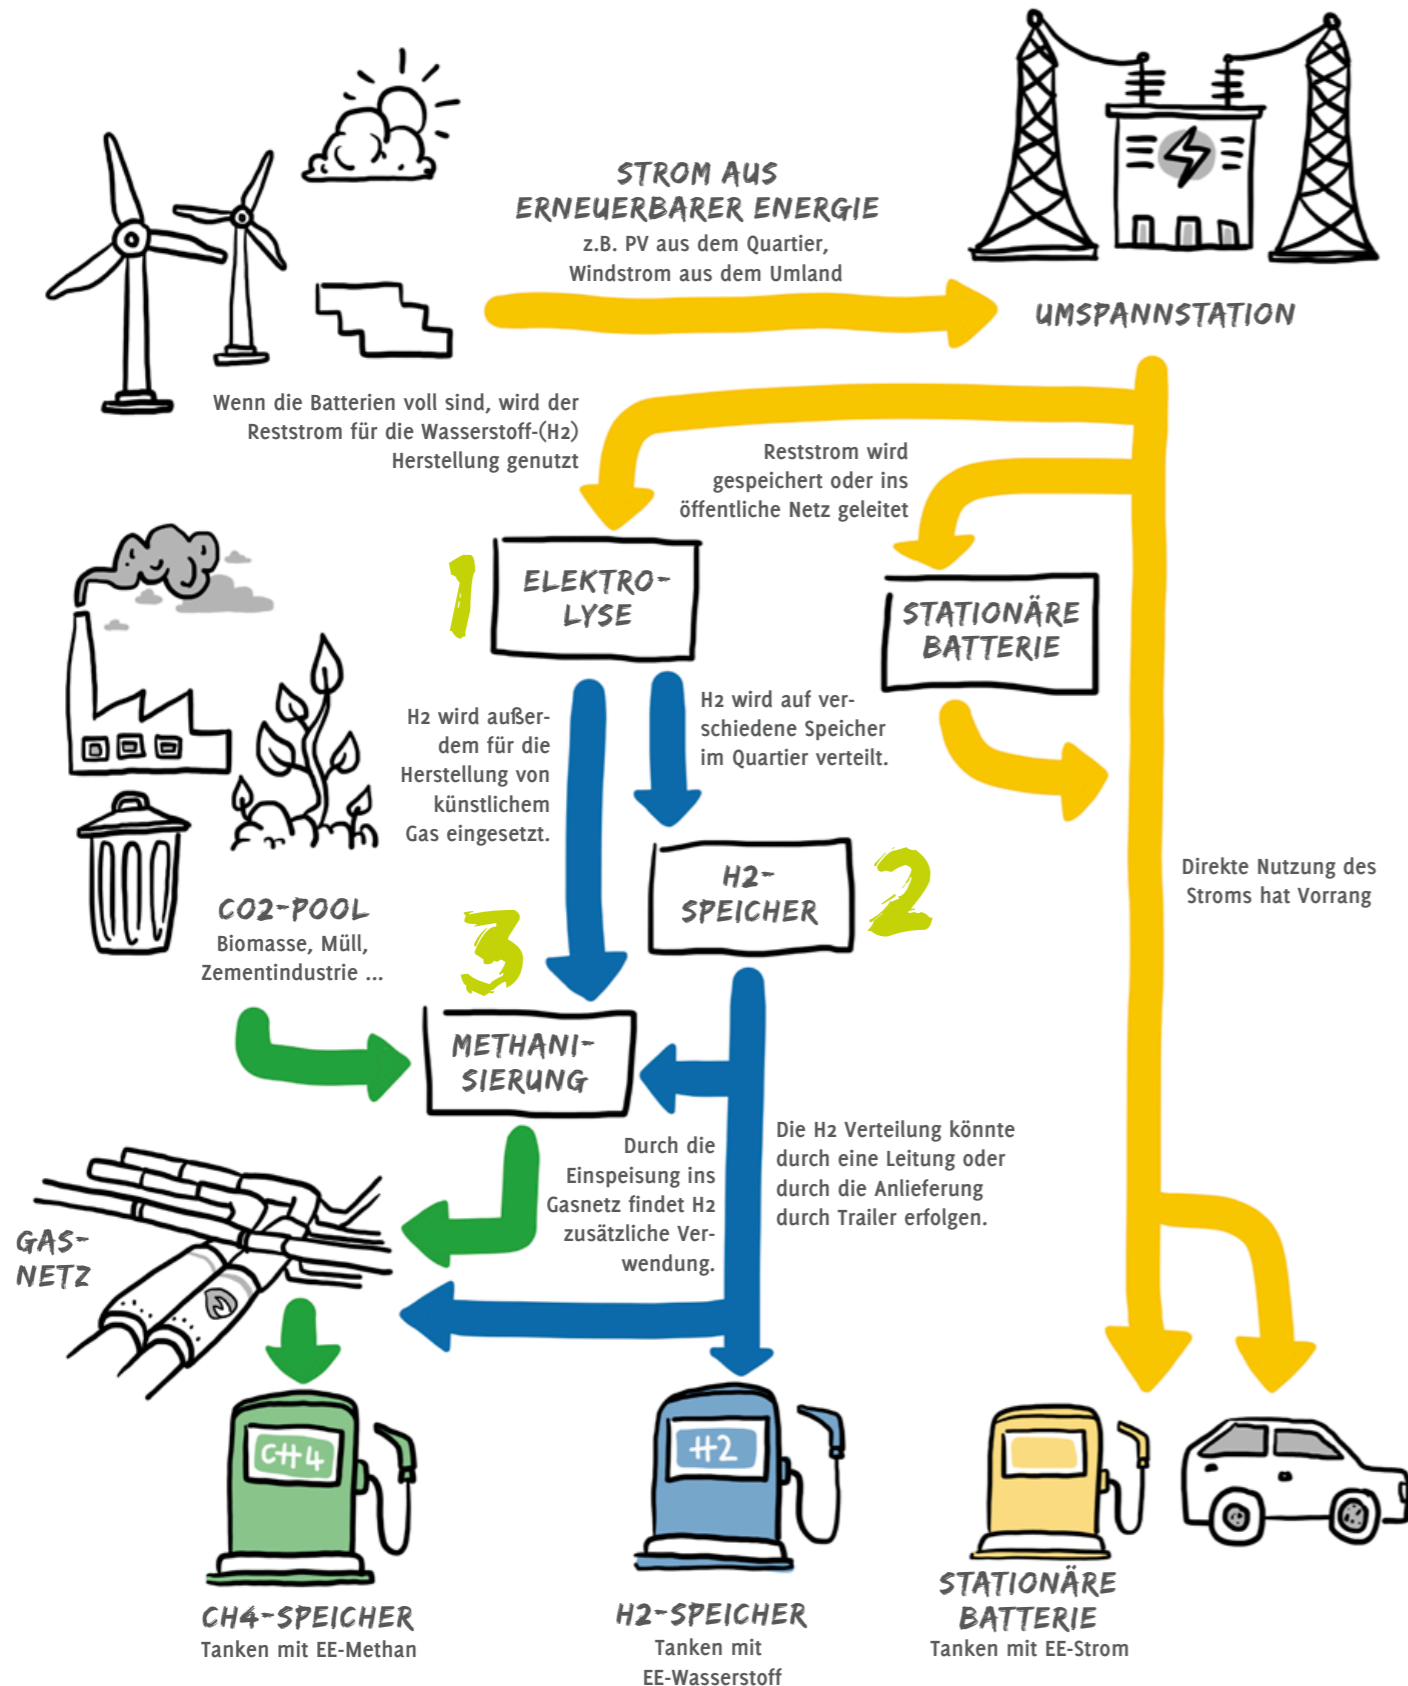 STROM AUS
ERNEUERBARER ENERGIE
z.B. PV aus dem Quartier,
Windstrom aus dem Umland
UMSPANNSTATION
Wenn die Batterien voll sind, wird der
Reststrom für die Wasserstoff-(H2)
Herstellung genutzt
Reststrom wird
gespeichert oder ins
öffentliche Netz geleitet
1
ELEKTRO-
LYSE
STATIONÄRE
BATTERIE
H2 wird außer-
dem für die
Herstellung von
künstlichem
Gas eingesetzt.
H2 wird auf ver-
schiedene Speicher
im Quartier verteilt.
H2-
SPEICHER
2
Direkte Nutzung des
Stroms hat Vorrang
CO2-POOL
Biomasse, Müll,
Zementindustrie ...
3
METHANI-
SIERUNG
Durch die
Einspeisung ins
Gasnetz findet H2
zusätzliche Ver-
wendung.
Die H2 Verteilung könnte
durch eine Leitung oder
durch die Anlieferung
durch Trailer erfolgen.
GAS-
NETZ
CH4
H2
CH4-SPEICHER
Tanken mit EE-Methan
H2-SPEICHER
Tanken mit
EE-Wasserstoff
STATIONÄRE
BATTERIE
Tanken mit EE-Strom